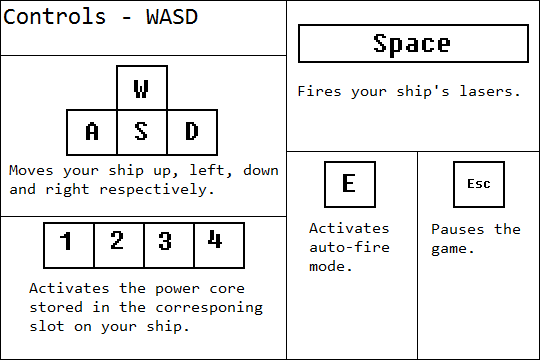 Controls - WASD
W
A S D
Moves your ship up, left, down
and right respectively.
1 2 3 4
Activates the power core
stored in the corresponing
slot on your ship.
Space
Fires your ship's lasers.
E
Activates
auto-fire
mode.
Esc
Pauses the
game.